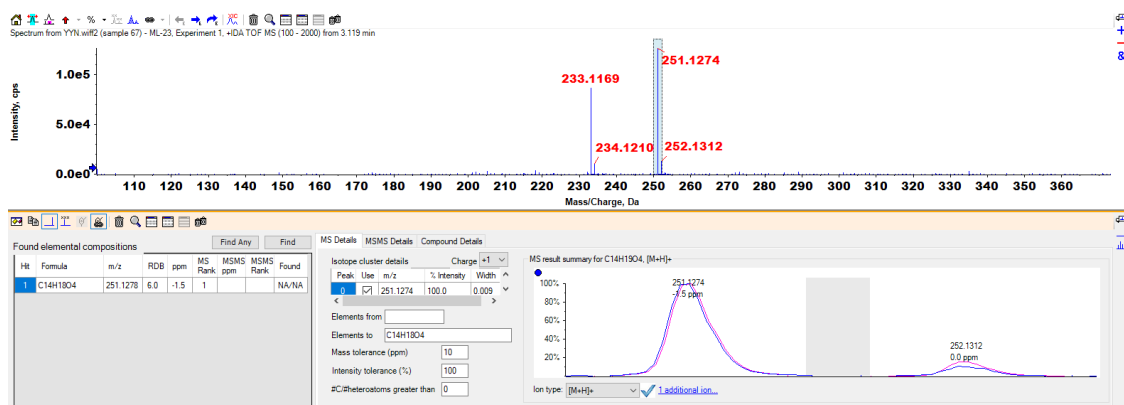 Spectrum from YYN.wiff2 (sample 67) - ML-23, Experiment 1, +IDA TOF MS (100 - 2000) from 3.119 min
Intensity, cps
1.0e5
5.0e4
0.0e0
233.1169
234.1210
251.1274
252.1312
110 120 130 140 150 160 170 180 190 200 210 220 230 240 250 260 270 280 290 300 310 320 330 340 350 360
Mass/Charge, Da
Found elemental compositions
Find Any Find
Hit Formula m/z RDB ppm MS Rank MSMS ppm MSMS Rank Found
1 C14H18O4 251.1278 6.0 -1.5 1 NA/NA
MS Details MSMS Details Compound Details
Isotope cluster details Charge +1
Peak Use m/z % Intensity Width
0 251.1274 100.0 0.009
Elements from
Elements to C14H18O4
Mass tolerance (ppm) 10
Intensity tolerance (%) 100
#C/#heteroatoms greater than 0
MS result summary for C14H19O4, [M+H]+
100%
80%
60%
40%
20%
251.1274
-1.5 ppm
252.1312
0.0 ppm
Ion type: [M+H]+ 1 additional ion...